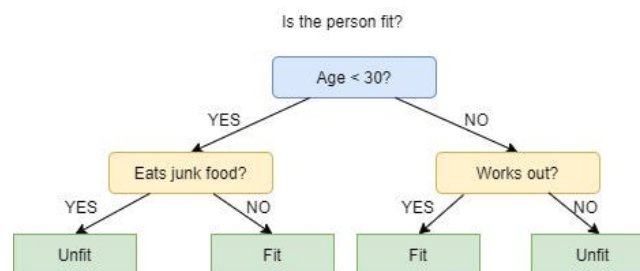 Is the person fit?
Age < 30?
YES
NO
Eats junk food?
Works out?
YES
NO
YES
NO
Unfit
Fit
Fit
Unfit